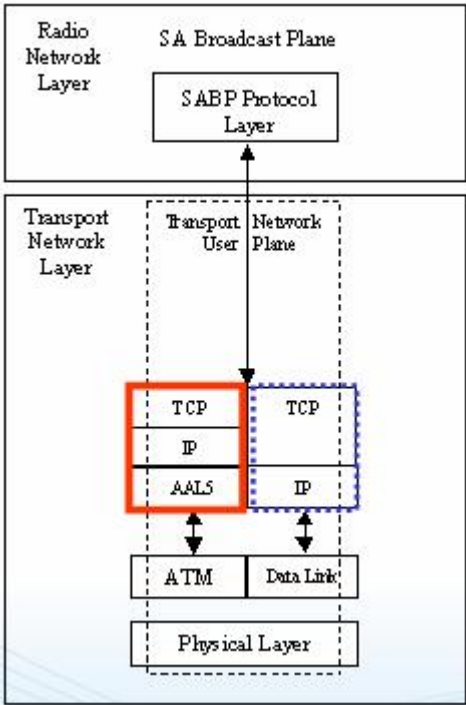 Radio
Network
Layer
SA Broadcast Plane
SABP Protocol
Layer
Transport
Network
Layer
Transport Network
User Plane
TCP
TCP
IP
AAL5
IP
ATM
Data Link
Physical Layer